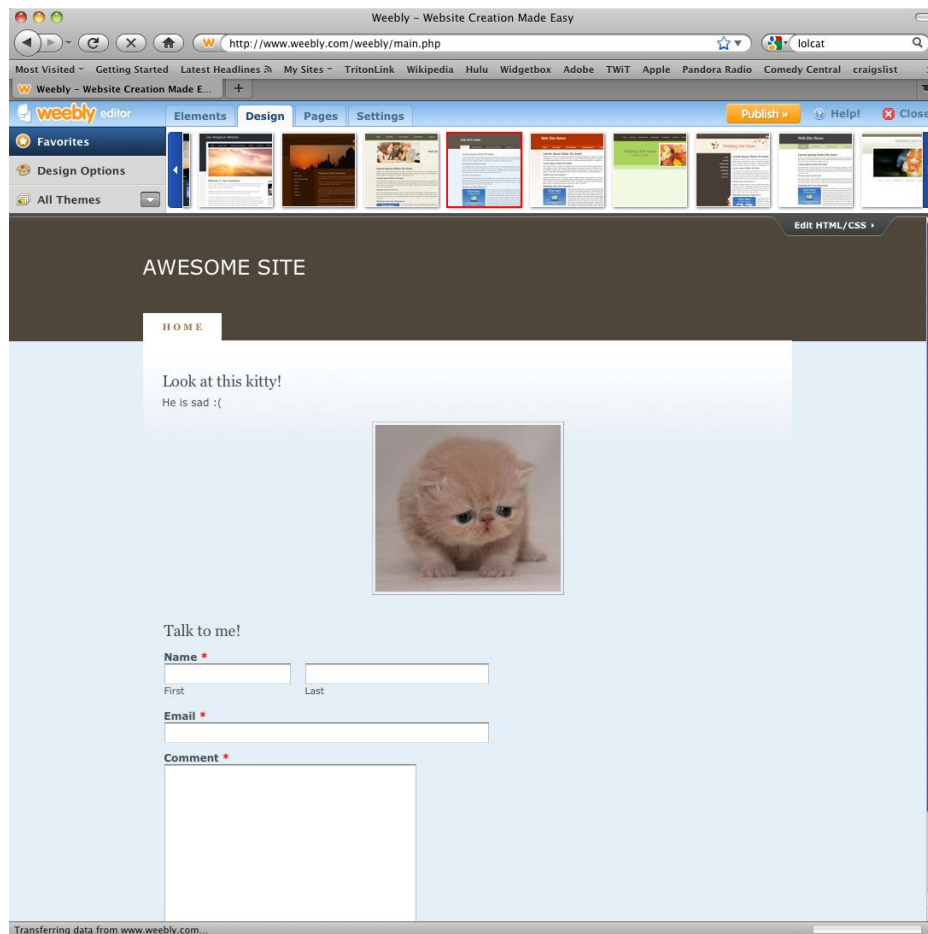 Weebly – Website Creation Made Easy
http://www.weebly.com/weebly/main.php
lolcat
Most Visited Getting Started Latest Headlines My Sites TritonLink Wikipedia Hulu Widgetbox Adobe TWiT Apple Pandora Radio Comedy Central craigslist
Weebly – Website Creation Made E... +
weebly editor Elements Design Pages Settings Publish » Help! Close
Favorites
Design Options
All Themes
Edit HTML/CSS
AWESOME SITE
HOME
Look at this kitty!
He is sad :(
Talk to me!
Name *
First Last
Email *
Comment *
Transferring data from www.weebly.com...